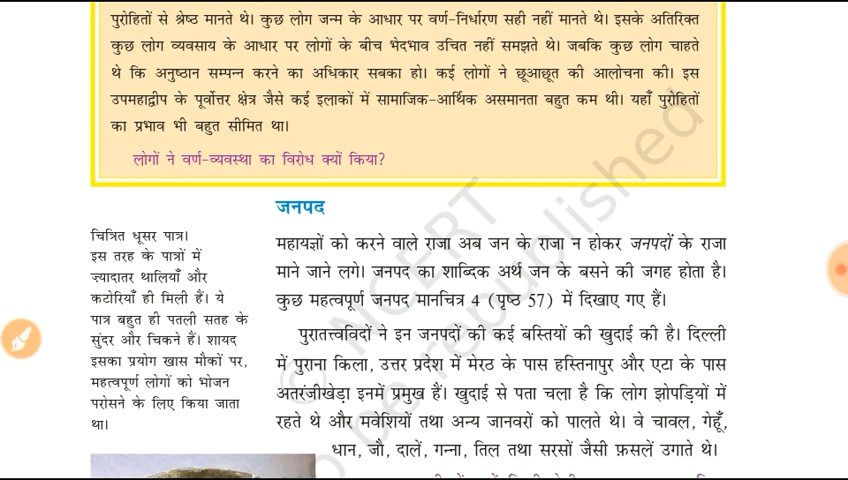 पुरोहितों से श्रेष्ठ मानते थे। कुछ लोग जन्म के आधार पर वर्ण-निर्धारण सही नहीं मानते थे। इसके अतिरिक्त
कुछ लोग व्यवसाय के आधार पर लोगों के बीच भेदभाव उचित नहीं समझते थे। जबकि कुछ लोग चाहते
थे कि अनुष्ठान सम्पन्न करने का अधिकार सबका हो। कई लोगों ने छूआछूत की आलोचना की। इस
उपमहाद्वीप के पूर्वोत्तर क्षेत्र जैसे कई इलाकों में सामाजिक-आर्थिक असमानता बहुत कम थी। यहाँ पुरोहितों
का प्रभाव भी बहुत सीमित था।
लोगों ने वर्ण-व्यवस्था का विरोध क्यों किया?
जनपद
महायज्ञों को करने वाले राजा अब जन के राजा न होकर जनपदों के राजा
माने जाने लगे। जनपद का शाब्दिक अर्थ जन के बसने की जगह होता है।
कुछ महत्वपूर्ण जनपद मानचित्र 4 (पृष्ठ 57) में दिखाए गए हैं।
पुरातत्त्वविदों ने इन जनपदों की कई बस्तियों की खुदाई की है। दिल्ली
में पुराना किला, उत्तर प्रदेश में मेरठ के पास हस्तिनापुर और एटा के पास
अतरंजीखेड़ा इनमें प्रमुख हैं। खुदाई से पता चला है कि लोग झोपड़ियों में
रहते थे और मवेशियों तथा अन्य जानवरों को पालते थे। वे चावल, गेहूँ,
धान, जौ, दालें, गन्ना, तिल तथा सरसों जैसी फ़सलें उगाते थे।
चित्रित धूसर पात्र।
इस तरह के पात्रों में
ज़्यादातर थालियाँ और
कटोरियाँ ही मिली हैं। ये
पात्र बहुत ही पतली सतह के
सुंदर और चिकने हैं। शायद
इसका प्रयोग खास मौकों पर,
महत्वपूर्ण लोगों को भोजन
परोसने के लिए किया जाता
था।
© NCERT
be republished